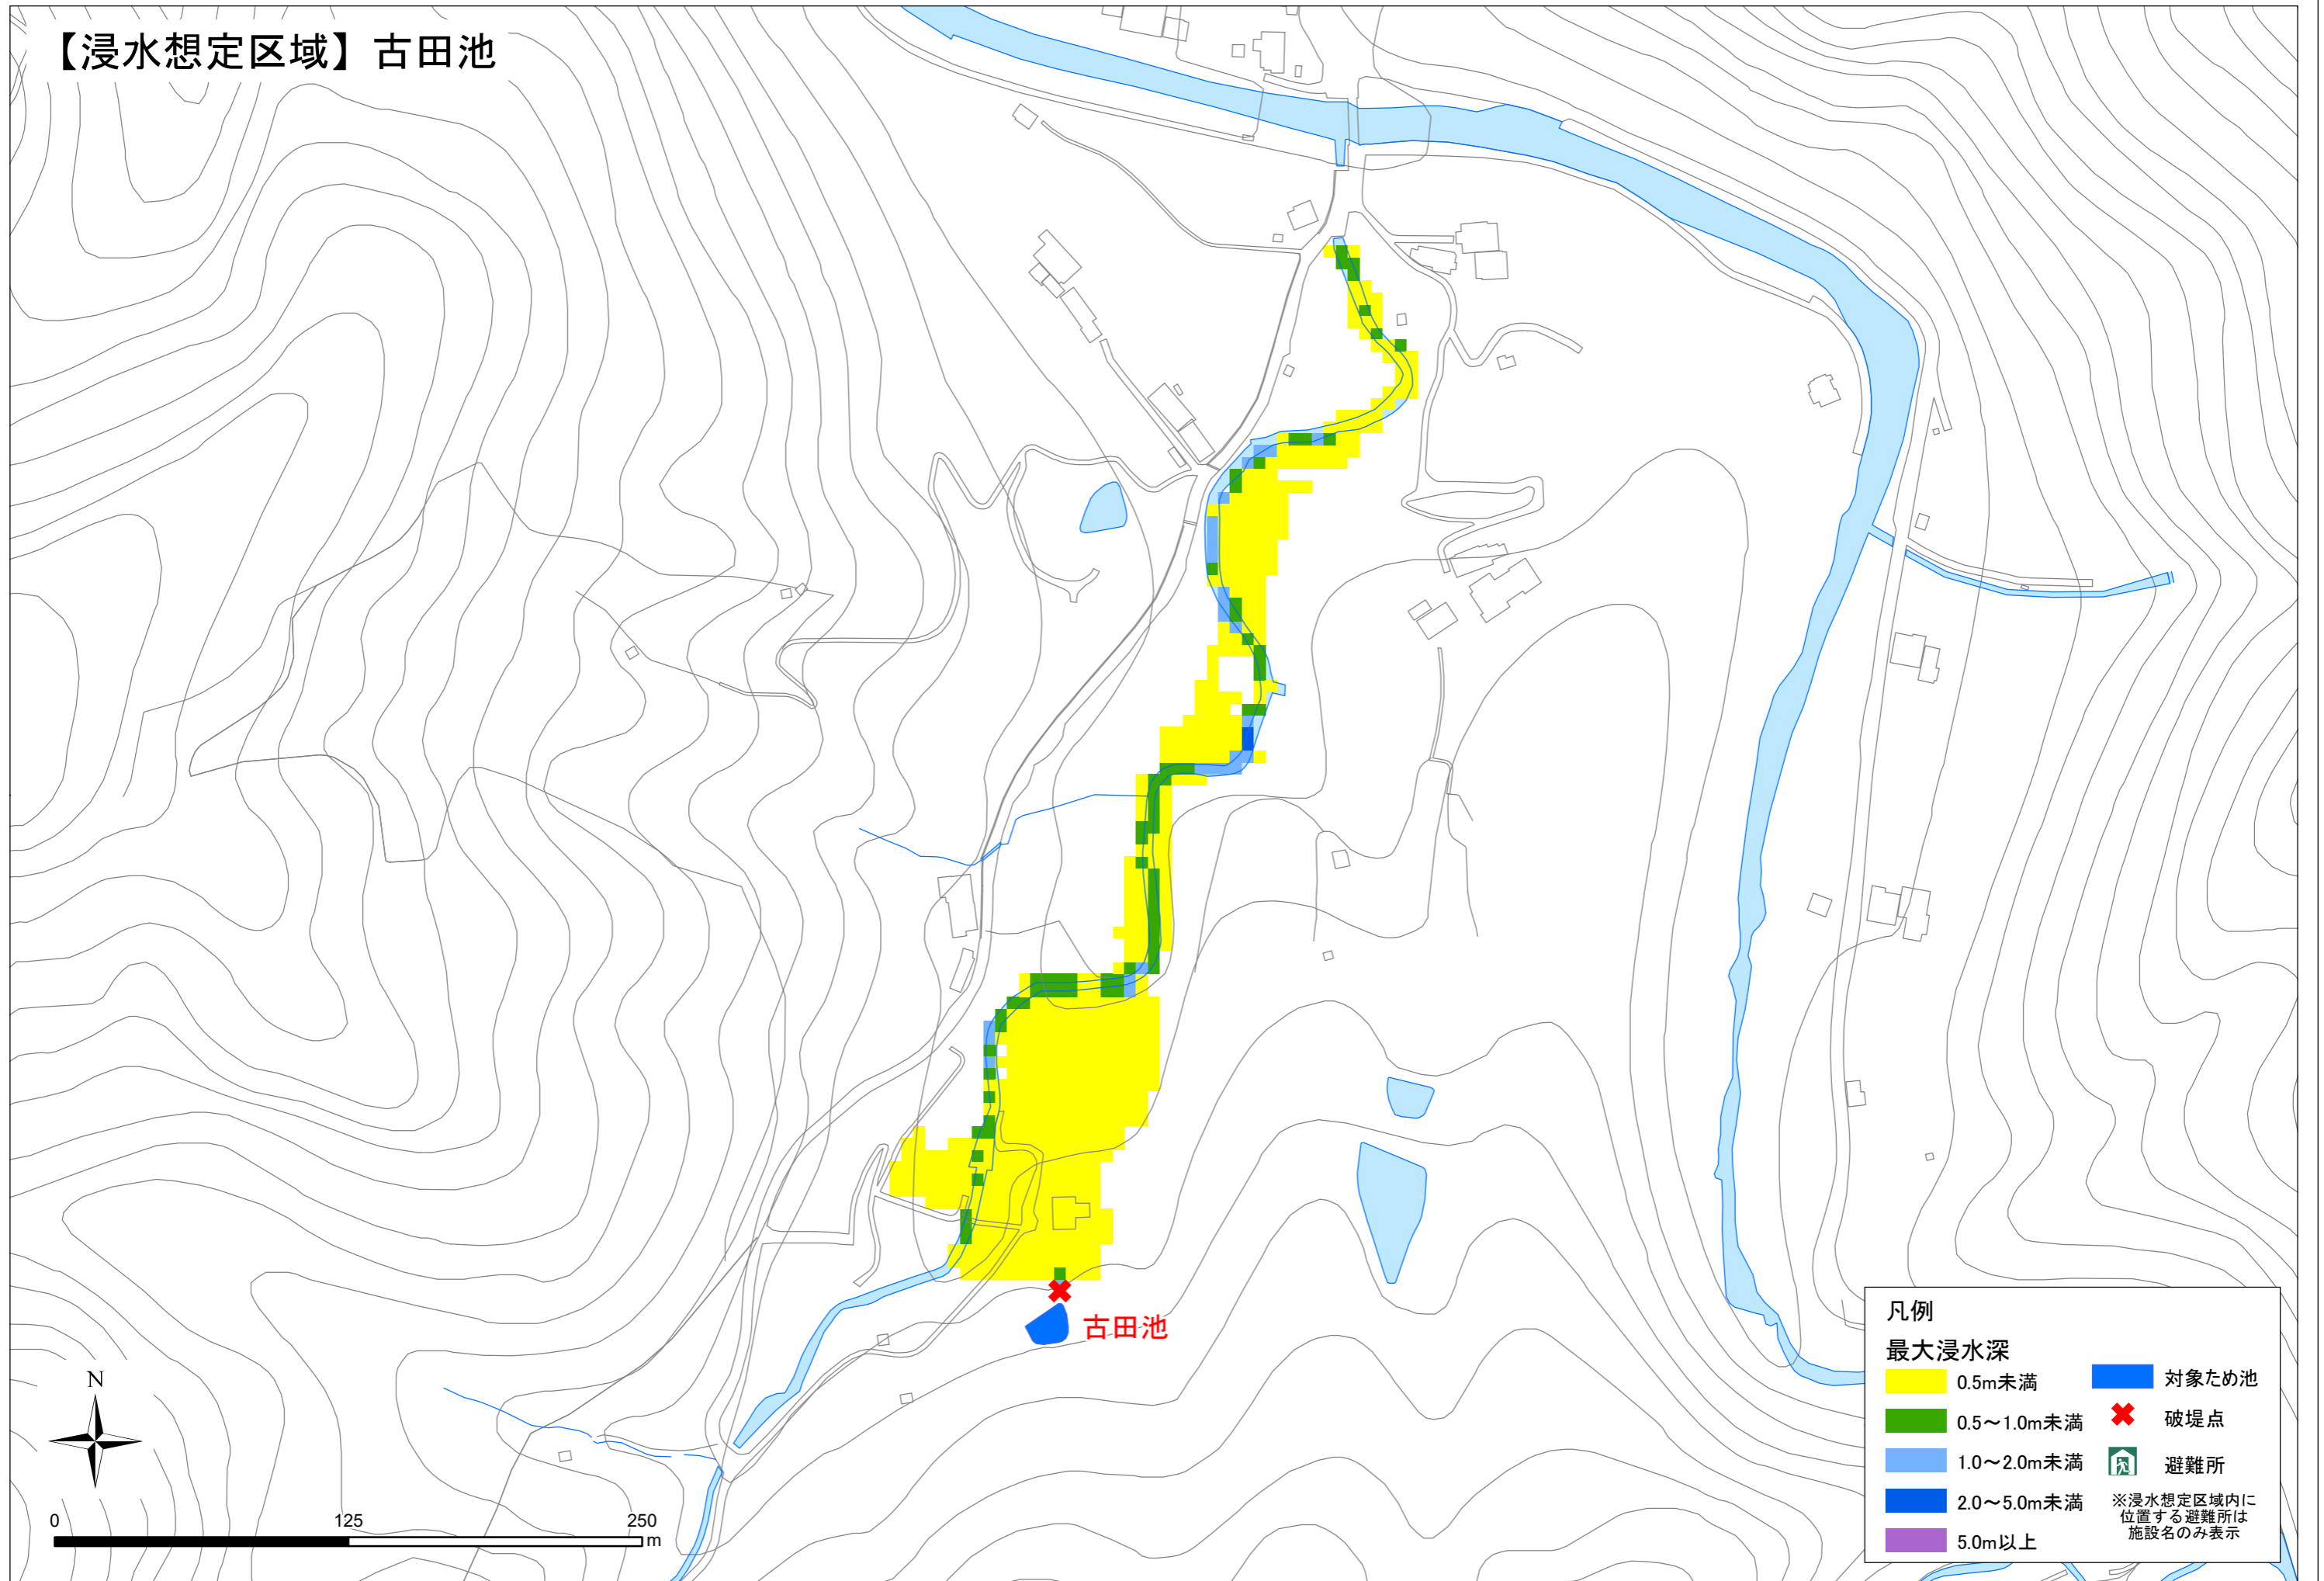 【浸水想定区域】古田池
古田池
N
0 125 250
m
凡例
最大浸水深
0.5m未満
0.5～1.0m未満
1.0～2.0m未満
2.0～5.0m未満
5.0m以上
対象ため池
破堤点
避難所
※浸水想定区域内に
位置する避難所は
施設名のみ表示